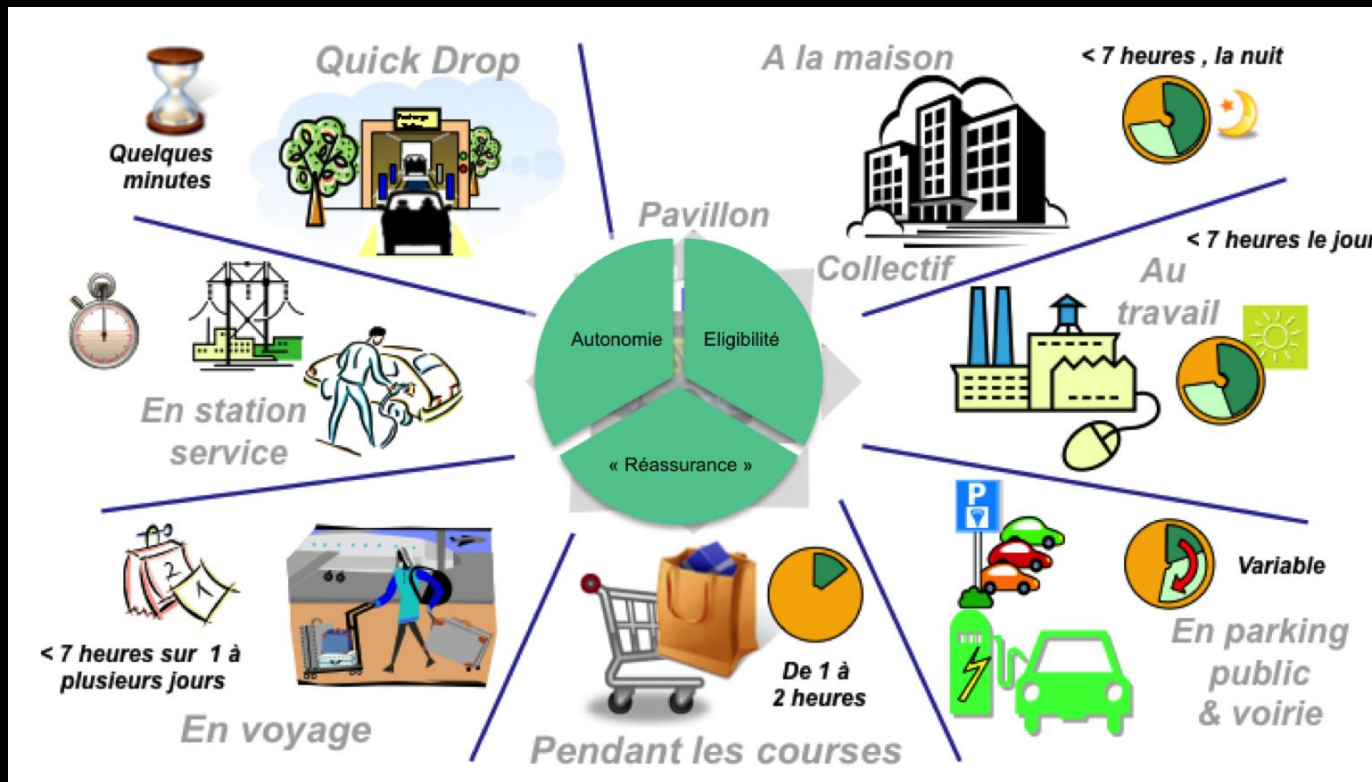 Quick Drop
Quelques
minutes
A la maison
< 7 heures , la nuit
Pavillon
Collectif
< 7 heures le jour
Au
travail
Autonomie
Eligibilité
« Réassurance »
En station
service
P
Variable
En parking
public
& voirie
2
1
< 7 heures sur 1 à
plusieurs jours
En voyage
De 1 à
2 heures
Pendant les courses